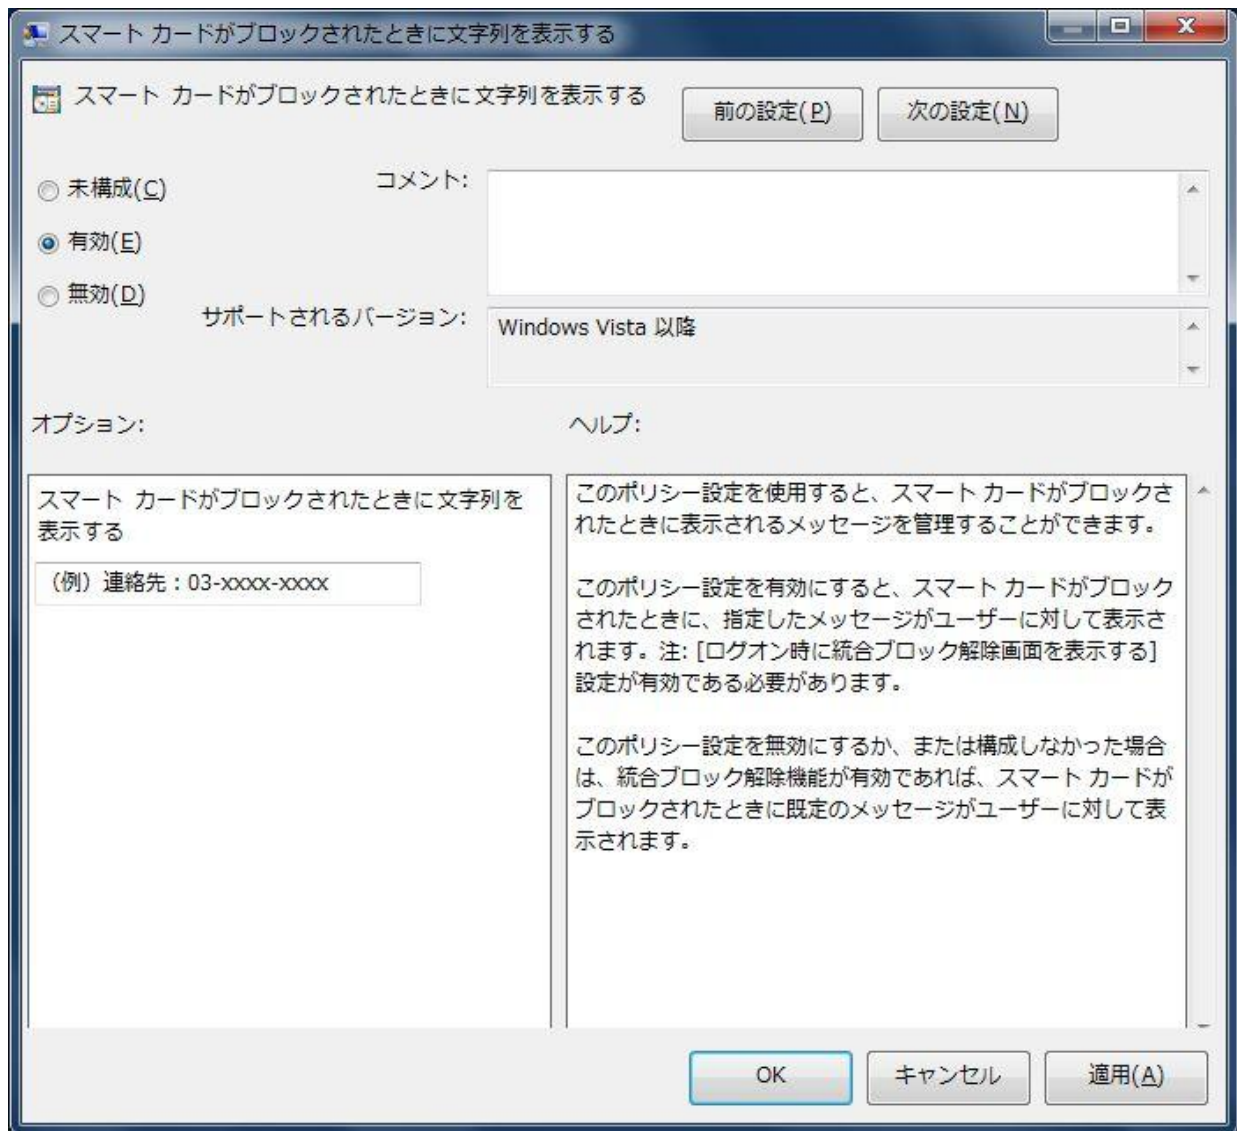 スマート カードがブロックされたときに文字列を表示する
スマート カードがブロックされたときに文字列を表示する
前の設定(P)
次の設定(N)
未構成(C)
有効(E)
無効(D)
コメント:
サポートされるバージョン:
Windows Vista 以降
オプション:
ヘルプ:
スマート カードがブロックされたときに文字列を
表示する
（例）連絡先：03-xxxx-xxxx
このポリシー設定を使用すると、スマート カードがブロックさ
れたときに表示されるメッセージを管理することができます。
このポリシー設定を有効にすると、スマート カードがブロック
されたときに、指定したメッセージがユーザーに対して表示さ
れます。注: [ログオン時に統合ブロック解除画面を表示する]
設定が有効である必要があります。
このポリシー設定を無効にするか、または構成しなかった場合
は、統合ブロック解除機能が有効であれば、スマート カードが
ブロックされたときに既定のメッセージがユーザーに対して表
示されます。
OK
キャンセル
適用(A)